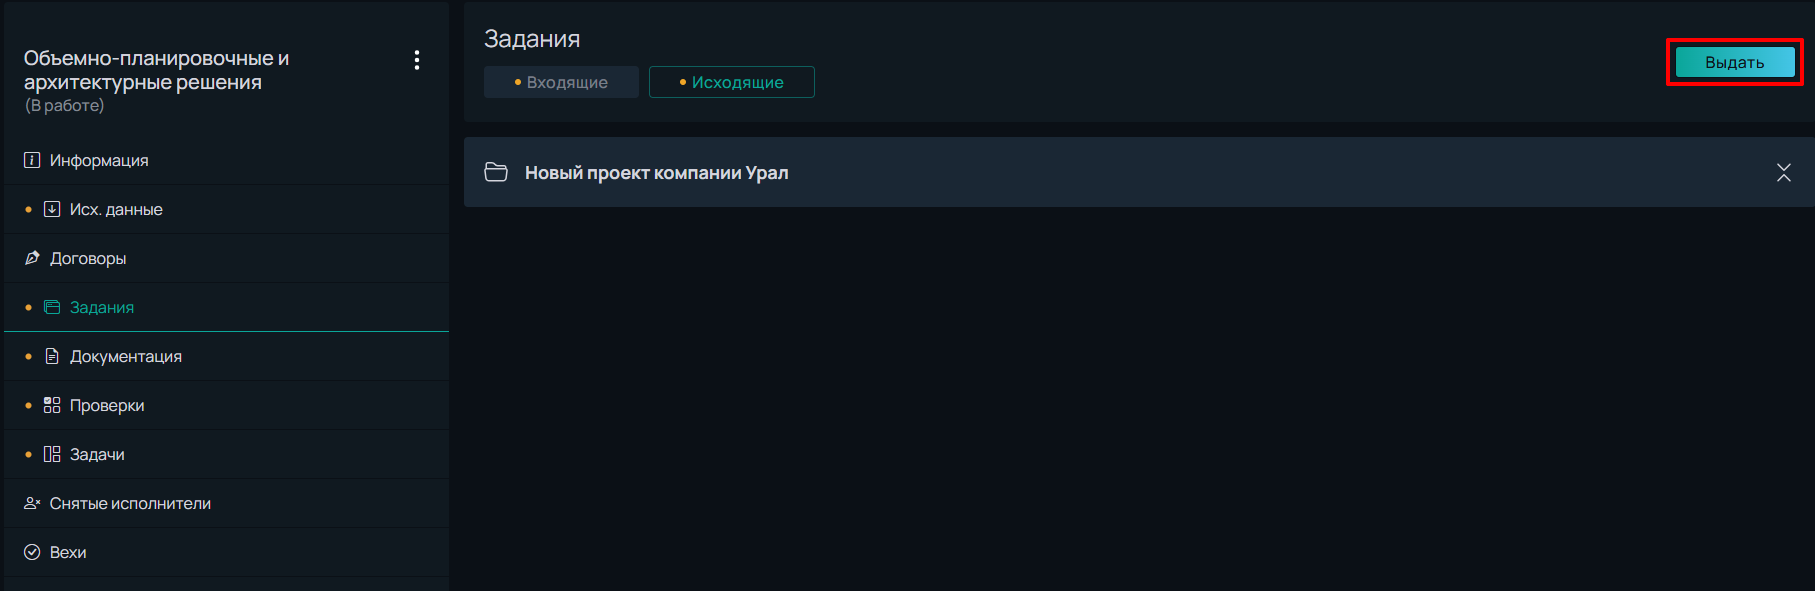 Объемно-планировочные и
архитектурные решения
(В работе)
Информация
Исх. данные
Договоры
Задания
Документация
Проверки
Задачи
Снятые исполнители
Вехи
Задания
Входящие
Исходящие
Выдать
Новый проект компании Урал